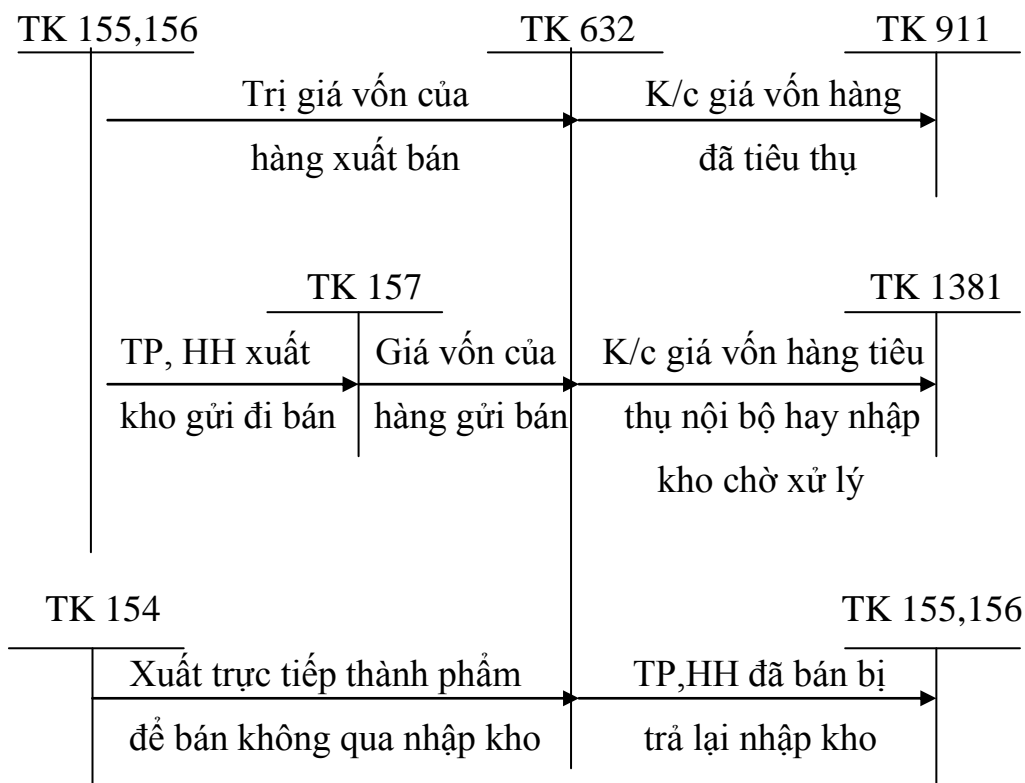 TK 155,156 TK 632 TK 911
Trị giá vốn của K/c giá vốn hàng
hàng xuất bán đã tiêu thụ
TK 157 TK 1381
TP, HH xuất Giá vốn của K/c giá vốn hàng tiêu
kho gửi đi bán hàng gửi bán thụ nội bộ hay nhập
kho chờ xử lý
TK 154 TK 155,156
Xuất trực tiếp thành phẩm TP,HH đã bán bị
để bán không qua nhập kho trả lại nhập kho